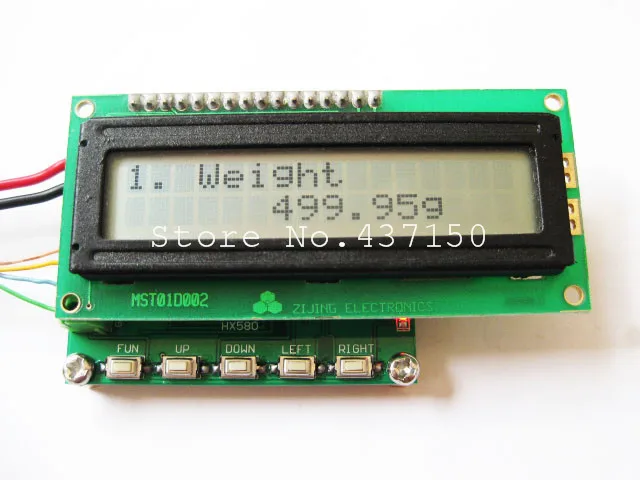 1. Weight
499.95g
Store No.437150
MST01D002
ZIJING ELECTRONICS
HX580
FUN UP DOWN LEFT RIGHT